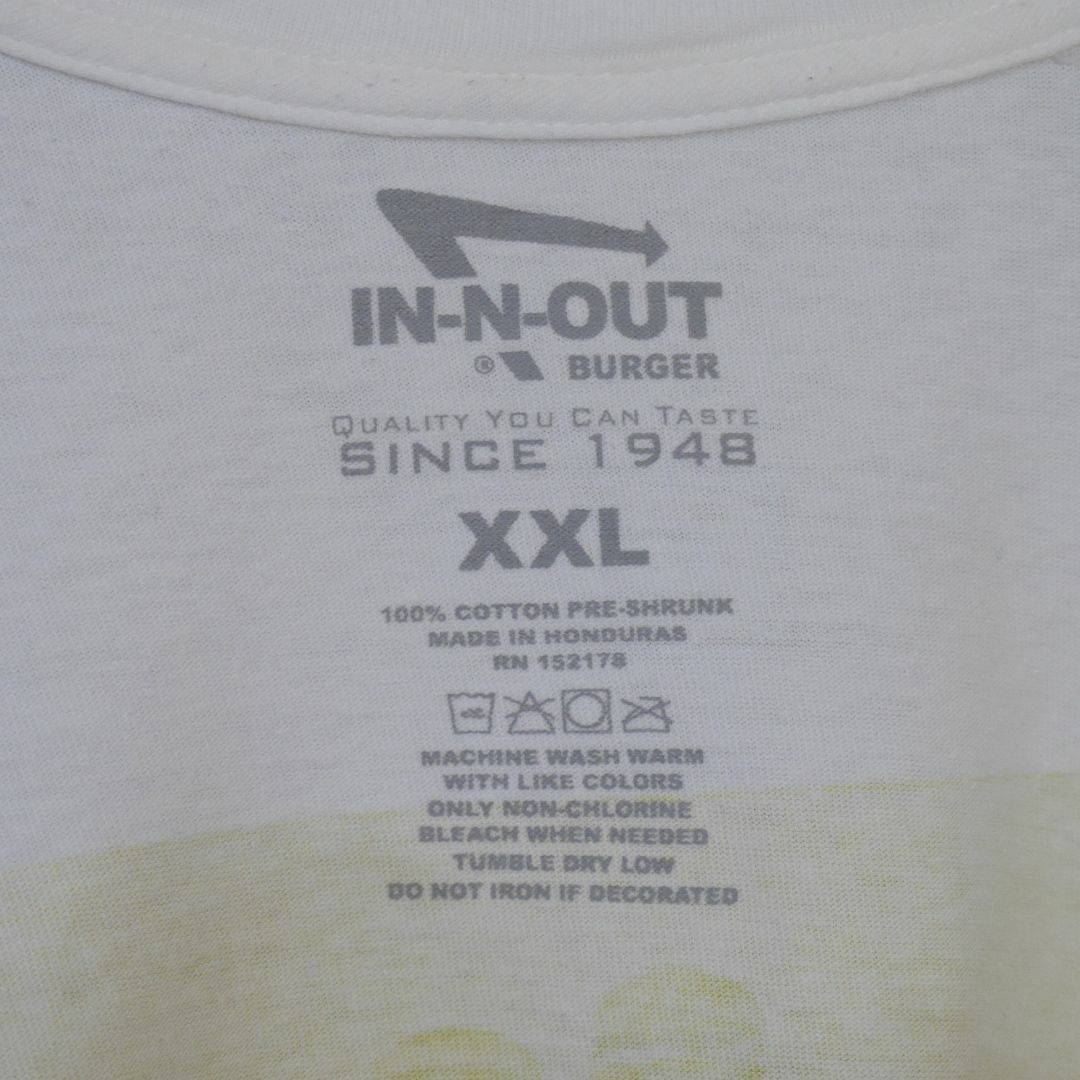 IN-N-OUT
® BURGER
QUALITY YOU CAN TASTE
SINCE 1948
XXL
100% COTTON PRE-SHRUNK
MADE IN HONDURAS
RN 152178
MACHINE WASH WARM
WITH LIKE COLORS
ONLY NON-CHLORINE
BLEACH WHEN NEEDED
TUMBLE DRY LOW
DO NOT IRON IF DECORATED